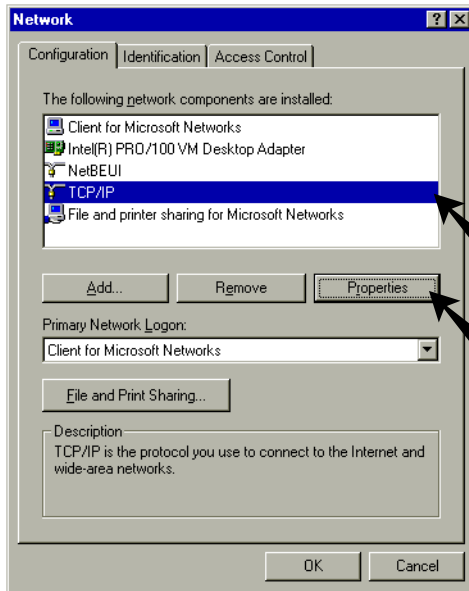 Network
Configuration Identification Access Control
The following network components are installed:
Client for Microsoft Networks
Intel(R) PRO/100 VM Desktop Adapter
NetBEUI
TCP/IP
File and printer sharing for Microsoft Networks
Add... Remove Properties
Primary Network Logon:
Client for Microsoft Networks
File and Print Sharing...
Description
TCP/IP is the protocol you use to connect to the Internet and
wide-area networks.
OK Cancel